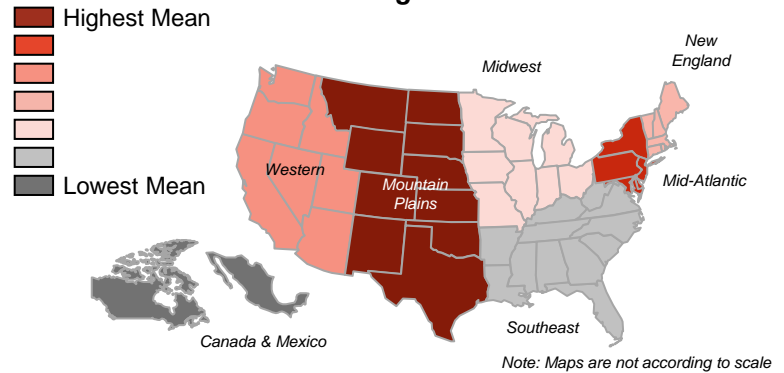 Highest Mean
Lowest Mean
New
England
Midwest
Western
Mountain
Plains
Mid-Atlantic
Southeast
Canada & Mexico
Note: Maps are not according to scale